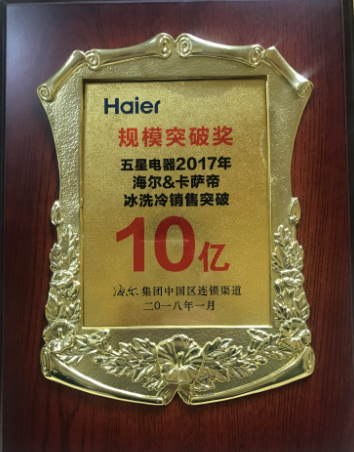 Haier
规模突破奖
五星电器2017年
海尔&卡萨帝
冰洗冷销售突破
10亿
海尔集团中国区连锁渠道
二〇一八年一月